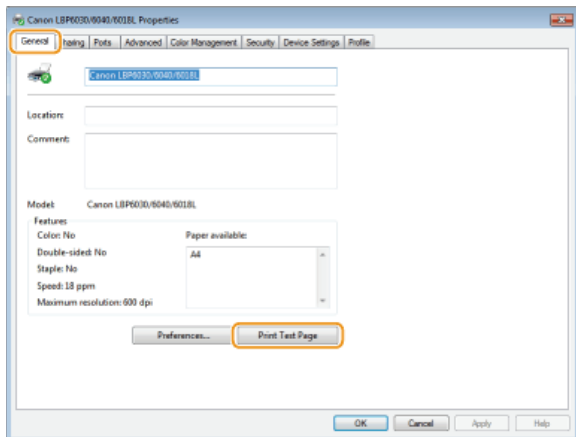 Canon LBP6030/6040/6018L Properties
General haring Ports Advanced Color Management Security Device Settings Profile
Canon LBP6030/6040/6018L
Location:
Comment:
Model: Canon LBP6030/6040/6018L
Features
Color: No Paper available:
Double-sided: No A4
Staple: No
Speed: 18 ppm
Maximum resolution: 600 dpi
Preferences... Print Test Page
OK Cancel Apply Help